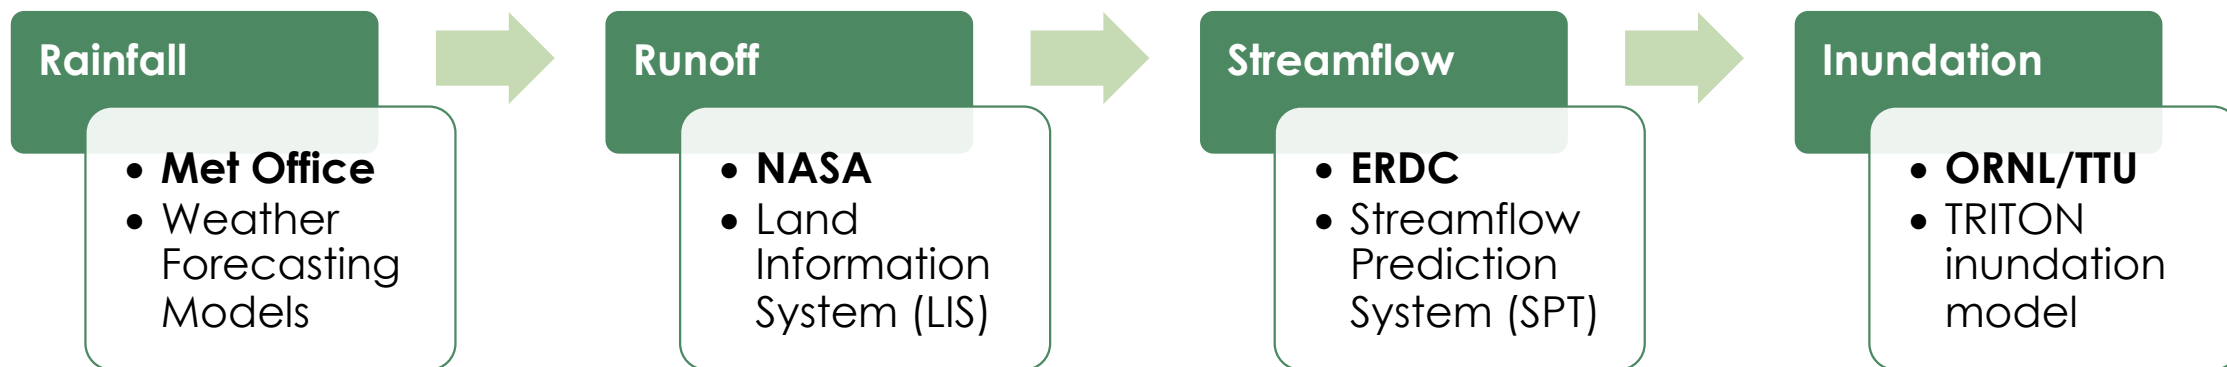 Rainfall
• Met Office
• Weather
Forecasting
Models
Runoff
• NASA
• Land
Information
System (LIS)
Streamflow
• ERDC
• Streamflow
Prediction
System (SPT)
Inundation
• ORNL/TTU
• TRITON
inundation
model